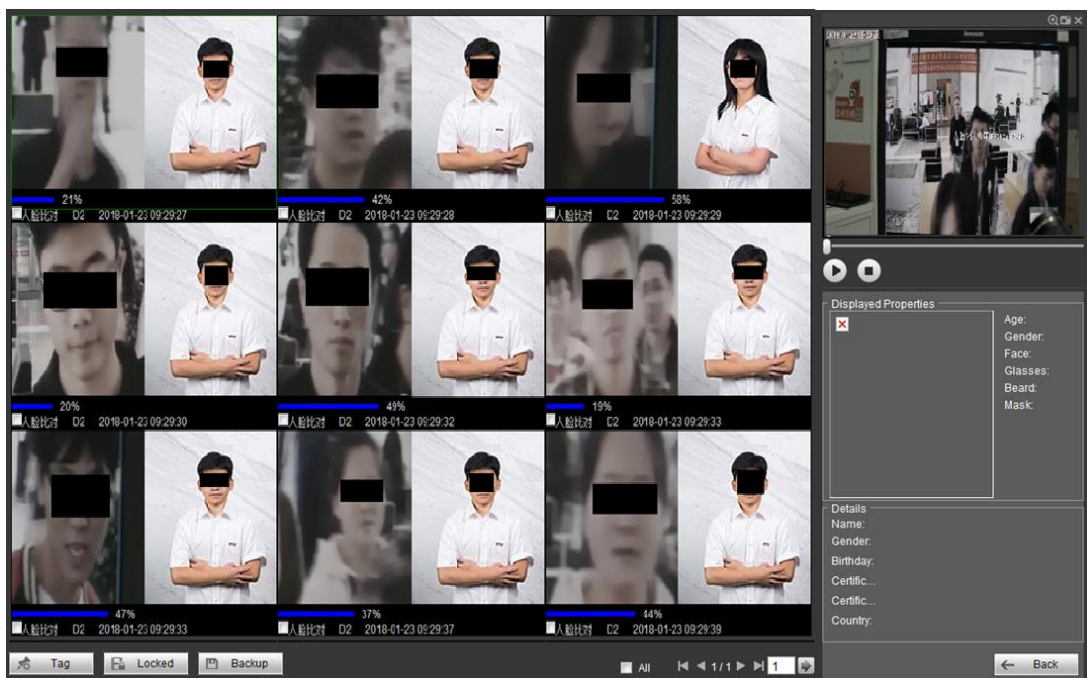 21%
人脸比对 D2 2018-01-23 09:29:27
42%
人脸比对 D2 2018-01-23 09:29:28
58%
人脸比对 D2 2018-01-23 09:29:29
20%
人脸比对 D2 2018-01-23 09:29:30
49%
人脸比对 D2 2018-01-23 09:29:32
19%
人脸比对 D2 2018-01-23 09:29:33
47%
人脸比对 D2 2018-01-23 09:29:33
37%
人脸比对 D2 2018-01-23 09:29:37
44%
人脸比对 D2 2018-01-23 09:29:39
Tag
Locked
Backup
All
1 / 1
1
lenovo
Displayed Properties
Age:
Gender:
Face:
Glasses:
Beard:
Mask:
Details
Name:
Gender:
Birthday:
Certific...
Certific...
Country:
Back